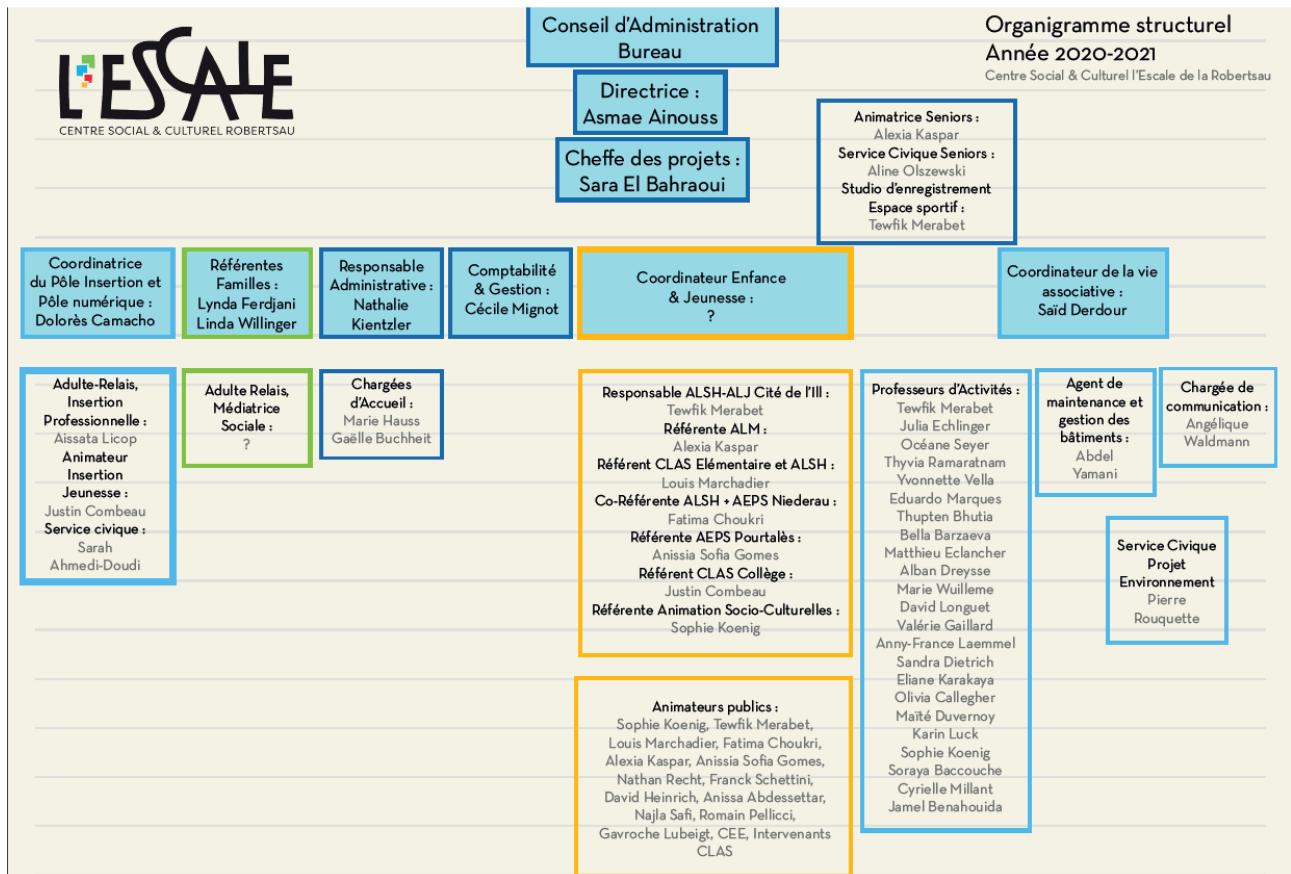 L'ESCALE
CENTRE SOCIAL & CULTUREL ROBERTSAU
Conseil d'Administration
Bureau
Directrice :
Asmae Ainouss
Cheffe des projets :
Sara El Bahraoui
Organigramme structurel
Année 2020-2021
Centre Social & Culturel l'Escale de la Robertsau
Animatrice Seniors :
Alexia Kaspar
Service Civique Seniors :
Aline Olszewski
Studio d'enregistrement
Espace sportif :
Tewfik Merabet
Coordinatrice
du Pôle Insertion et
Pôle numérique :
Dolorès Camacho
Référentes
Familles :
Lynda Ferdjani
Linda Willinger
Responsable
Administrative :
Nathalie
Kientzler
Comptabilité
& Gestion :
Cécile Mignot
Coordinateur Enfance
& Jeunesse :
?
Coordinateur de la vie
associative :
Saïd Derdour
Adulte-Relais,
Insertion
Professionnelle :
Aissata Licop
Animateur
Insertion
Jeunesse :
Justin Combeau
Service civique :
Sarah
Ahmedi-Doudi
Adulte Relais,
Médiatrice
Sociale :
?
Chargées
d'Accueil :
Marie Hauss
Gaëlle Buchheit
Responsable ALSH-ALJ Cité de l'Ill :
Tewfik Merabet
Référente ALM :
Alexia Kaspar
Référent CLAS Elémentaire et ALSH :
Louis Marchadier
Co-Référente ALSH + AEPS Niederau :
Fatima Choukri
Référente AEPS Pourtalès :
Anissia Sofia Gomes
Référent CLAS Collège :
Justin Combeau
Référente Animation Socio-Culturelles :
Sophie Koenig
Animateurs publics :
Sophie Koenig, Tewfik Merabet,
Louis Marchadier, Fatima Choukri,
Alexia Kaspar, Anissia Sofia Gomes,
Nathan Recht, Franck Schettini,
David Heinrich, Anissa Abdessettar,
Najla Safi, Romain Pellicci,
Gavroche Lubeigt, CEE, Intervenants
CLAS
Professeurs d'Activités :
Tewfik Merabet
Julia Echlinger
Océane Seyer
Thyvia Ramaratnam
Yvonnette Vella
Eduardo Marques
Thupten Bhutia
Bella Barzaeva
Matthieu Eclancher
Alban Dreysse
Marie Wuilleme
David Longuet
Valérie Gaillard
Anny-France Laemmel
Sandra Dietrich
Eliane Karakaya
Olivia Callegher
Maïté Duvernoy
Karin Luck
Sophie Koenig
Soraya Baccouche
Cyrielle Millant
Jamel Benahouida
Agent de
maintenance et
gestion des
bâtiments :
Abdel
Yamani
Chargée de
communication :
Angélique
Waldmann
Service Civique
Projet
Environnement
Pierre
Rouquette